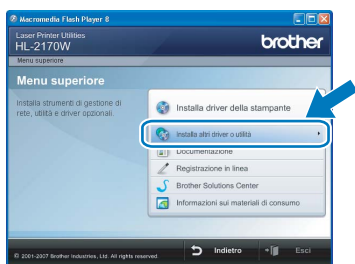 Macromedia Flash Player 8
Laser Printer Utilities
HL-2170W
brother
Menu superiore
Menu superiore
Installa strumenti di gestione di
rete, utilità e driver opzionali.
Installa driver della stampante
Installa altri driver o utilità
Documentazione
Registrazione in linea
Brother Solutions Center
Informazioni sui materiali di consumo
© 2001-2007 Brother Industries, Ltd. All rights reserved
Indietro
Esci